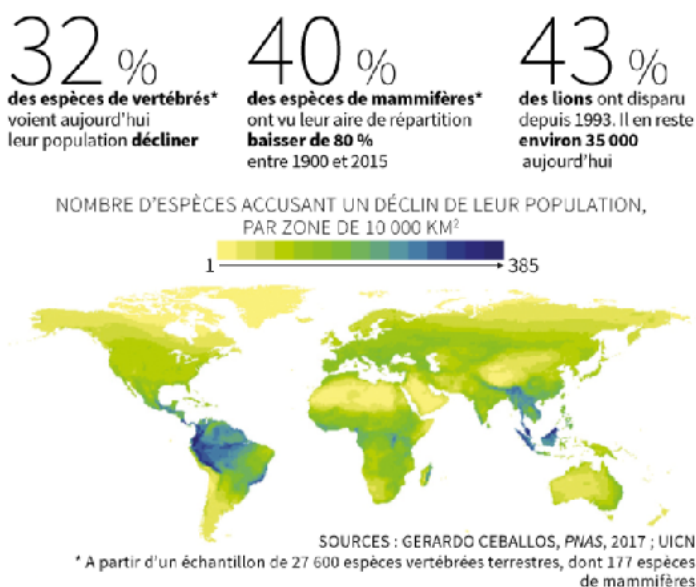 32 %
des espèces de vertébrés*
voient aujourd'hui
leur population décliner
40 %
des espèces de mammifères*
ont vu leur aire de répartition
baisser de 80 %
entre 1900 et 2015
43 %
des lions ont disparu
depuis 1993. Il en reste
environ 35 000
aujourd'hui
NOMBRE D'ESPÈCES ACCUSANT UN DÉCLIN DE LEUR POPULATION,
PAR ZONE DE 10 000 KM²
1 385
SOURCES : GERARDO CEBALLOS, PNAS, 2017 ; UICN
* A partir d'un échantillon de 27 600 espèces vertébrées terrestres, dont 177 espèces
de mammifères